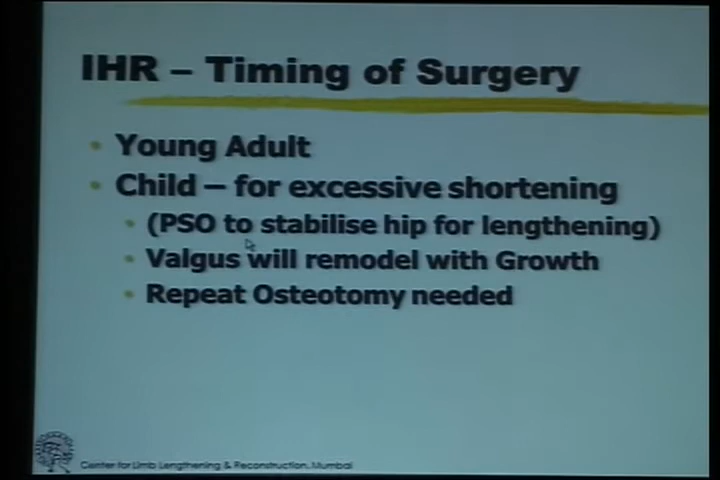 IHR – Timing of Surgery
Young Adult
Child – for excessive shortening
(PSO to stabilise hip for lengthening)
Valgus will remodel with Growth
Repeat Osteotomy needed
Center for Limb Lengthening & Reconstruction, Mumbai